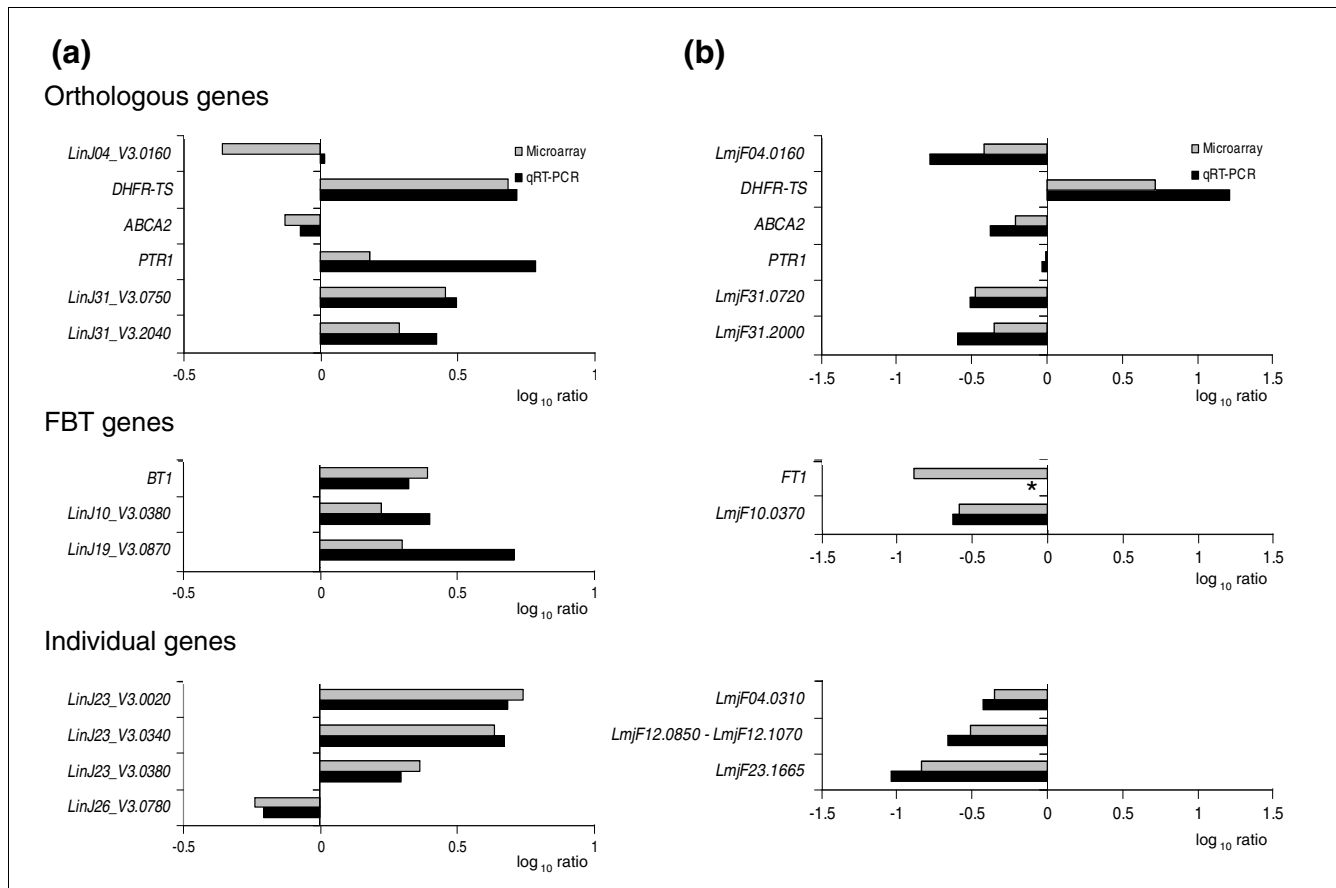 (a)
Orthologous genes
LinJ04_V3.0160
DHFR-TS
ABCA2
PTR1
LinJ31_V3.0750
LinJ31_V3.2040
Microarray
qRT-PCR
-0.5 0 0.5 1
log10 ratio
FBT genes
BT1
LinJ10_V3.0380
LinJ19_V3.0870
-0.5 0 0.5 1
log10 ratio
Individual genes
LinJ23_V3.0020
LinJ23_V3.0340
LinJ23_V3.0380
LinJ26_V3.0780
-0.5 0 0.5 1
log10 ratio
(b)
LmjF04.0160
DHFR-TS
ABCA2
PTR1
LmjF31.0720
LmjF31.2000
Microarray
qRT-PCR
-1.5 -1 -0.5 0 0.5 1 1.5
log10 ratio
FT1
*
LmjF10.0370
-1.5 -1 -0.5 0 0.5 1 1.5
log10 ratio
LmjF04.0310
LmjF12.0850 - LmjF12.1070
LmjF23.1665
-1.5 -1 -0.5 0 0.5 1 1.5
log10 ratio